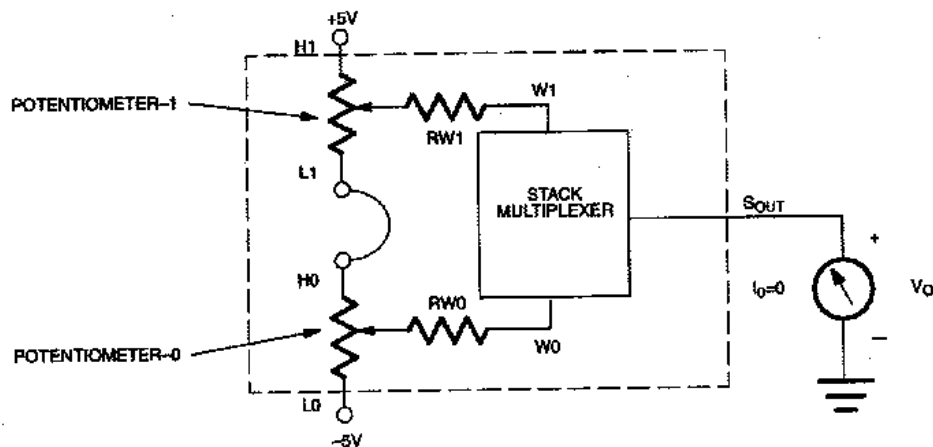 +5V
H1
POTENTIOMETER-1
RW1
W1
L1
STACK
MULTIPLEXER
SOUT
+
IO=0
VO
–
H0
RW0
W0
POTENTIOMETER-0
L0
–5V